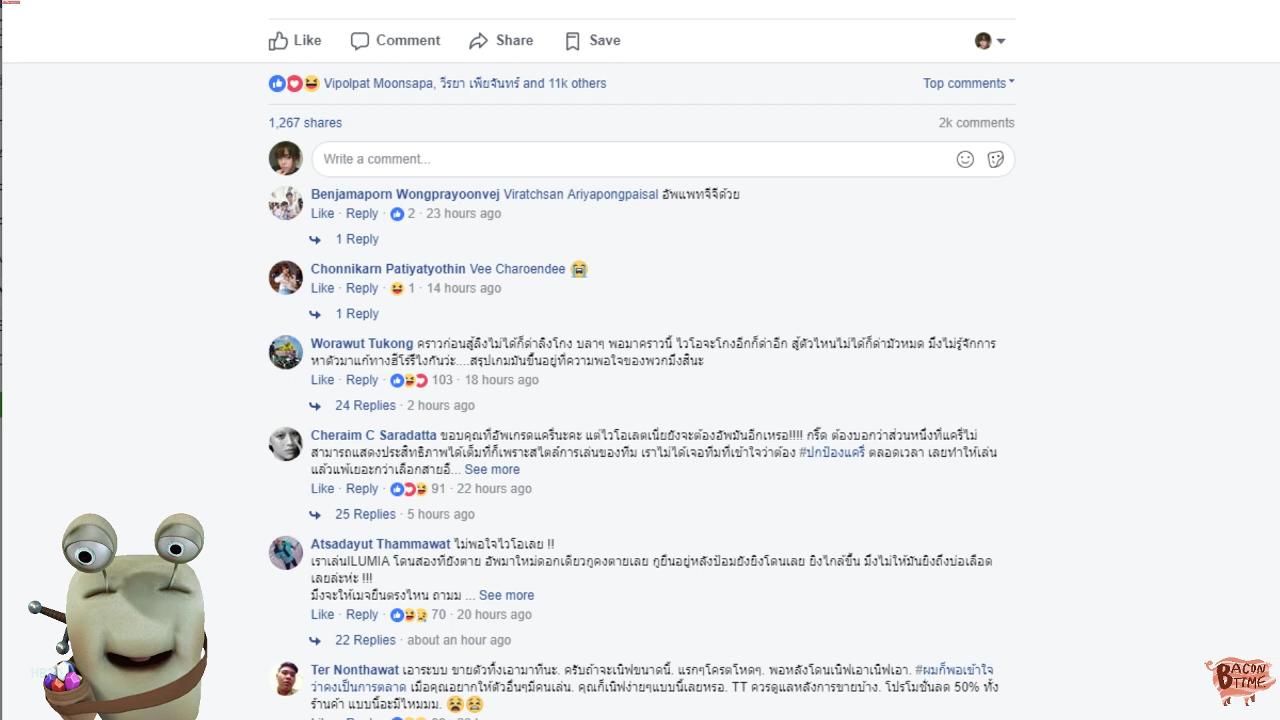 Like Comment Share Save
Vipolpat Moonsapa, วีรยา เพียจันทร์ and 11k others Top comments
1,267 shares 2k comments
Write a comment...
Benjamaporn Wongprayoonvej Viratchsan Ariyapongpaisal อัพแพทจีจีด้วย
Like · Reply · 2 · 23 hours ago
1 Reply
Chonnikarn Patiyatyothin Vee Charoendee
Like · Reply · 1 · 14 hours ago
1 Reply
Worawut Tukong คราวก่อนสู้ลิงไม่ได้ก็ด่าลิงโกง บลาๆ พอมาคราวนี้ ไวโอจะโกงอีกก็ด่าอีก สู้ตัวไหนไม่ได้ก็ด่ามัวหมด มึงไม่รู้จักการ
หาตัวมาแก้ทางฮีโร่รึไงกันว่ะ....สรุปเกมมันขึ้นอยู่ที่ความพอใจของพวกมึงสินะ
Like · Reply · 103 · 18 hours ago
24 Replies · 2 hours ago
Cheraim C Saradatta ขอบคุณที่อัพเกรดแครี่นะคะ แต่ไวโอเลตเนี่ยยังจะต้องอัพมันอีกเหรอ!!!! กรี๊ด ต้องบอกว่าส่วนหนึ่งที่แครี่ไม่
สามารถแสดงประสิทธิภาพได้เต็มที่ก็เพราะสไตล์การเล่นของทีม เราไม่ได้เจอทีมที่เข้าใจว่าต้อง #ปกป้องแครี่ ตลอดเวลา เลยทำให้เล่น
แล้วแพ้เยอะกว่าเลือกสายอื่... See more
Like · Reply · 91 · 22 hours ago
25 Replies · 5 hours ago
Atsadayut Thammawat ไม่พอใจไวโอเลย !!
เราเล่นILUMIA โดนสองทียังตาย อัพมาใหม่ดอกเดียวกูคงตายเลย กูยืนอยู่หลังป้อมยังยิงโดนเลย ยิงไกล้ขึ้น มึงไม่ให้มันยิงถึงบ่อเลือด
เลยล่ะห่ะ !!!
มึงจะให้เมจยืนตรงไหน ถามม ... See more
Like · Reply · 70 · 20 hours ago
22 Replies · about an hour ago
Ter Nonthawat เอาระบบ ขายตัวทิ้งเอามาทีนะ. ครับถ้าจะเนิฟขนาดนี้. แรกๆโครตโหดๆ. พอหลังโดนเนิฟเอาเนิฟเอา. #ผมก็พอเข้าใจ
ว่าคงเป็นการตลาด เมื่อคุณอยากให้ตัวอื่นๆมีคนเล่น. คุณก็เนิฟง่ายๆแบบนี้เลยหรอ. TT ควรดูแลหลังการขายบ้าง. โปรโมชั่นลด 50% ทั้ง
ร้านค้า แบบนี้อะมีไหมมม.
BACON
TIME